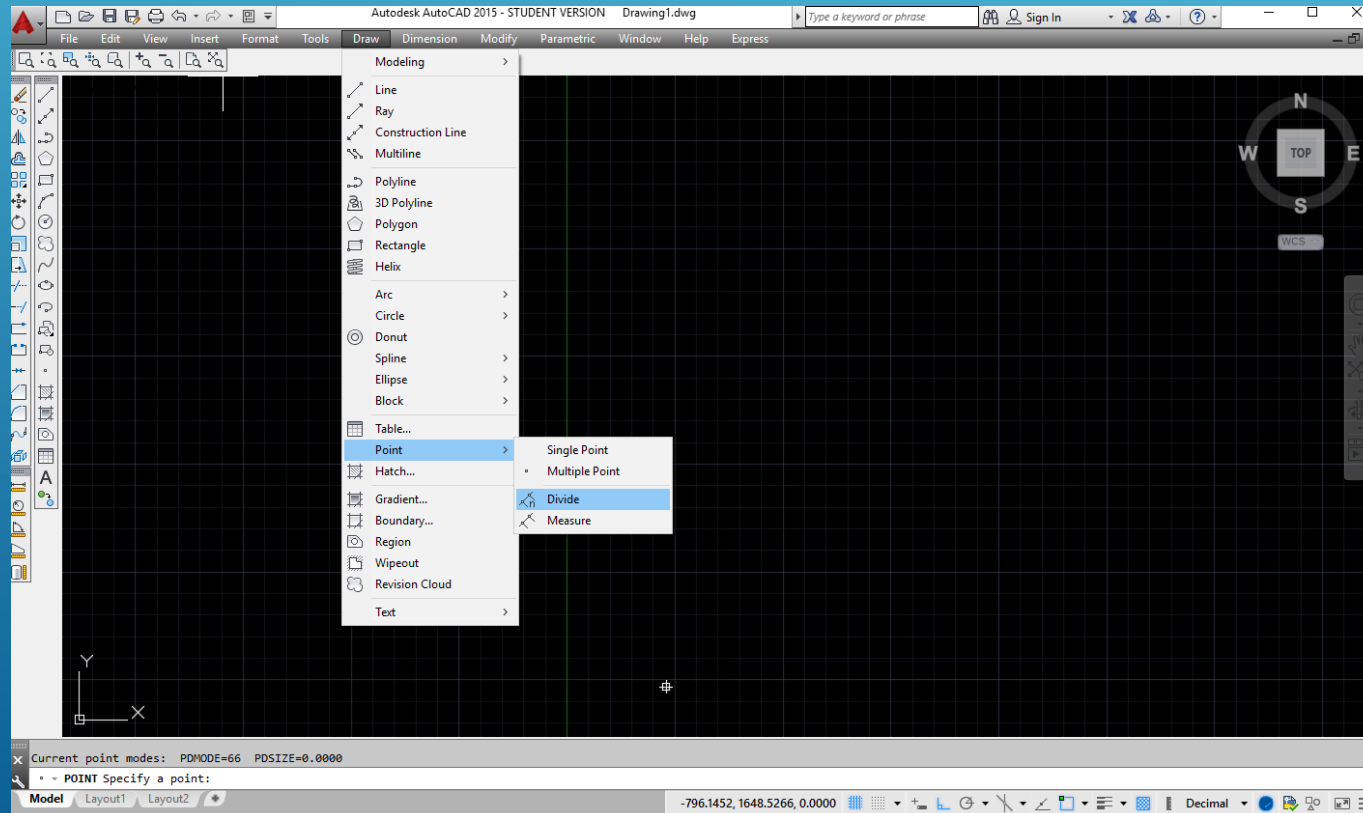 Autodesk AutoCAD 2015 - STUDENT VERSION Drawing1.dwg
Type a keyword or phrase
Sign In
File Edit View Insert Format Tools Draw Dimension Modify Parametric Window Help Express
Modeling
Line
Ray
Construction Line
Multiline
Polyline
3D Polyline
Polygon
Rectangle
Helix
Arc
Circle
Donut
Spline
Ellipse
Block
Table...
Point
Hatch...
Gradient...
Boundary...
Region
Wipeout
Revision Cloud
Text
Single Point
Multiple Point
Divide
Measure
N
W TOP E
S
WCS
A
Y
X
Current point modes: PDMODE=66 PDSIZE=0.0000
POINT Specify a point:
Model Layout1 Layout2
-796.1452, 1648.5266, 0.0000 Decimal